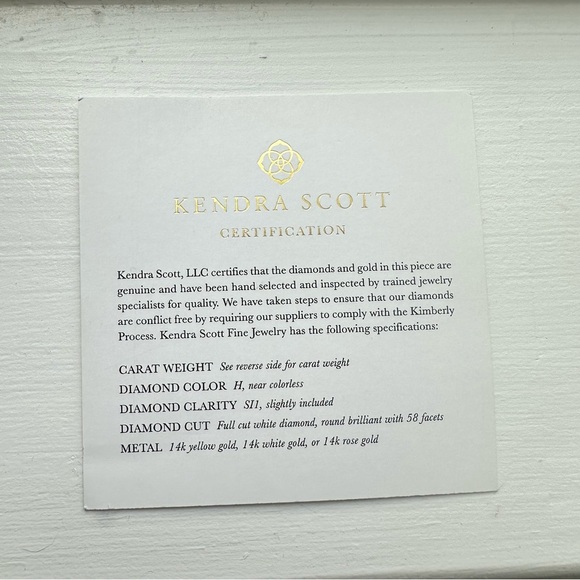 KENDRA SCOTT
CERTIFICATION
Kendra Scott, LLC certifies that the diamonds and gold in this piece are
genuine and have been hand selected and inspected by trained jewelry
specialists for quality. We have taken steps to ensure that our diamonds
are conflict free by requiring our suppliers to comply with the Kimberly
Process. Kendra Scott Fine Jewelry has the following specifications:
CARAT WEIGHT See reverse side for carat weight
DIAMOND COLOR H, near colorless
DIAMOND CLARITY SI1, slightly included
DIAMOND CUT Full cut white diamond, round brilliant with 58 facets
METAL 14k yellow gold, 14k white gold, or 14k rose gold